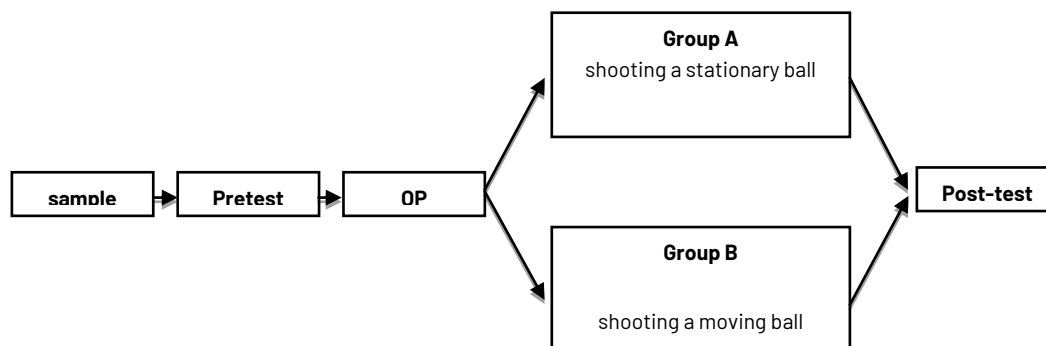 Group A
shooting a stationary ball
sample
Pretest
OP
Post-test
Group B
shooting a moving ball